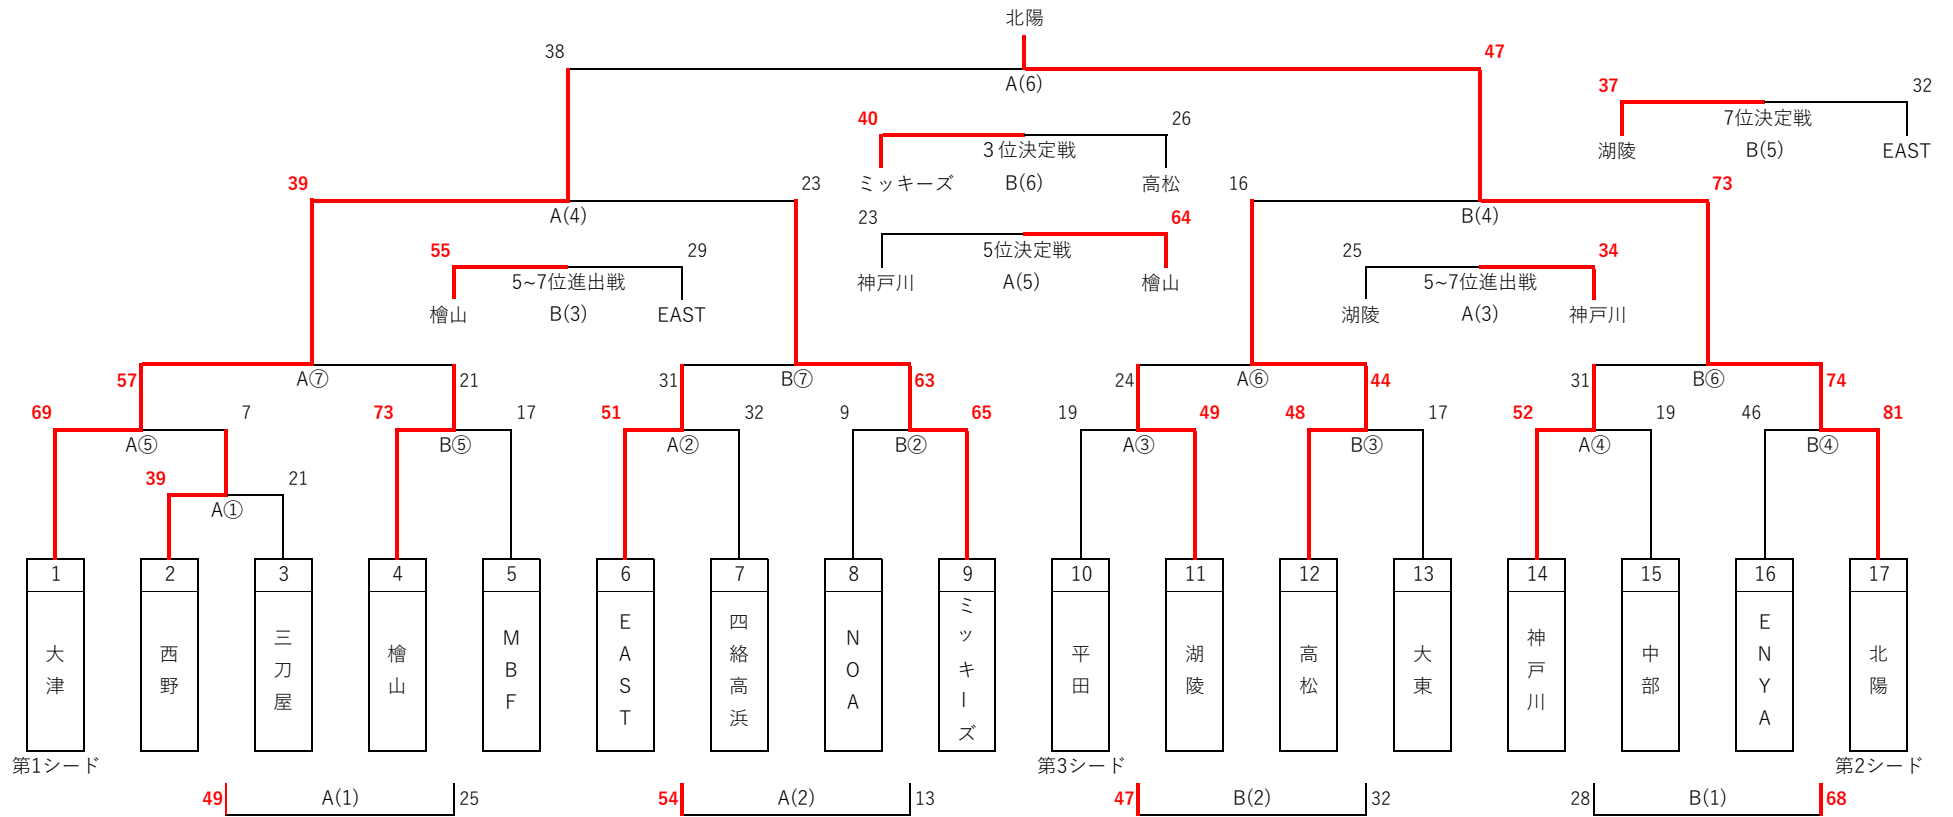 北陽
38
47
A(6)
37
32
7位決定戦
湖陵
B(5)
EAST
40
26
３位決定戦
ミッキーズ
B(6)
高松
39
23
16
73
A(4)
B(4)
23
64
5位決定戦
神戸川
A(5)
檜山
55
29
5~7位進出戦
檜山
B(3)
EAST
25
34
5~7位進出戦
湖陵
A(3)
神戸川
57
A⑦
21
31
B⑦
63
24
A⑥
44
31
B⑥
74
69
7
73
17
51
32
9
65
19
49
48
17
52
19
46
81
A⑤
B⑤
A②
B②
A③
B③
A④
B④
39
21
A①
1
2
3
4
5
6
7
8
9
10
11
12
13
14
15
16
17
大津
西野
三刀屋
檜山
MBF
EAST
四絡高浜
NOA
ミッキーズ
平田
湖陵
高松
大東
神戸川
中部
ENYA
北陽
第1シード
第3シード
第2シード
49
A(1)
25
54
A(2)
13
47
B(2)
32
28
B(1)
68